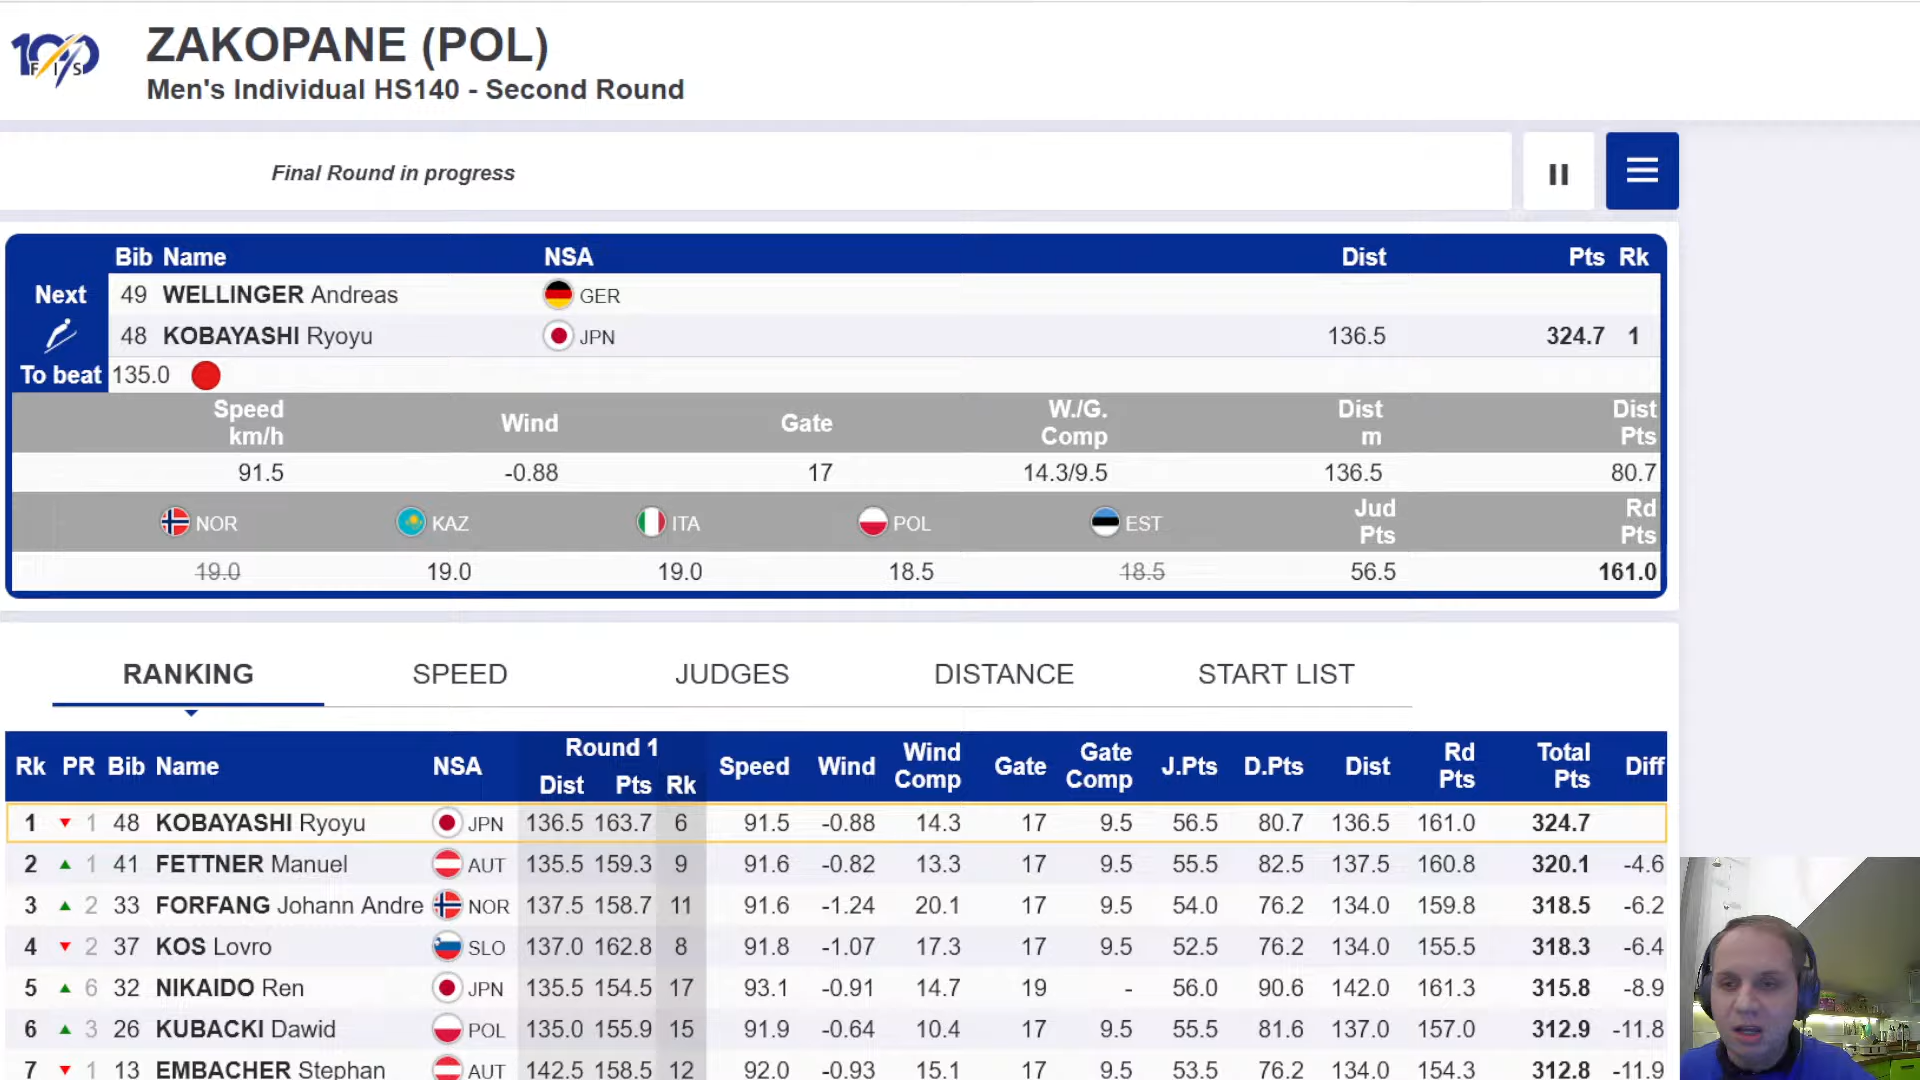 100
FIS
ZAKOPANE (POL)
Men's Individual HS140 - Second Round
Final Round in progress
Bib Name NSA Dist Pts Rk
Next 49 WELLINGER Andreas GER
48 KOBAYASHI Ryoyu JPN 136.5 324.7 1
To beat 135.0
Speed km/h Wind Gate W./G. Comp Dist m Dist Pts
91.5 -0.88 17 14.3/9.5 136.5 80.7
NOR KAZ ITA POL EST Jud Pts Rd Pts
19.0 19.0 19.0 18.5 18.5 56.5 161.0
RANKING SPEED JUDGES DISTANCE START LIST
Rk PR Bib Name NSA Round 1 Dist Pts Rk Speed Wind Wind Comp Gate Gate Comp J.Pts D.Pts Dist Rd Pts Total Pts Diff
1 1 48 KOBAYASHI Ryoyu JPN 136.5 163.7 6 91.5 -0.88 14.3 17 9.5 56.5 80.7 136.5 161.0 324.7
2 1 41 FETTNER Manuel AUT 135.5 159.3 9 91.6 -0.82 13.3 17 9.5 55.5 82.5 137.5 160.8 320.1 -4.6
3 2 33 FORFANG Johann Andre NOR 137.5 158.7 11 91.6 -1.24 20.1 17 9.5 54.0 76.2 134.0 159.8 318.5 -6.2
4 2 37 KOS Lovro SLO 137.0 162.8 8 91.8 -1.07 17.3 17 9.5 52.5 76.2 134.0 155.5 318.3 -6.4
5 6 32 NIKAIDO Ren JPN 135.5 154.5 17 93.1 -0.91 14.7 19 - 56.0 90.6 142.0 161.3 315.8 -8.9
6 3 26 KUBACKI Dawid POL 135.0 155.9 15 91.9 -0.64 10.4 17 9.5 55.5 81.6 137.0 157.0 312.9 -11.8
7 1 13 EMBACHER Stephan AUT 142.5 158.5 12 92.0 -0.93 15.1 17 9.5 53.5 76.2 134.0 154.3 312.8 -11.9